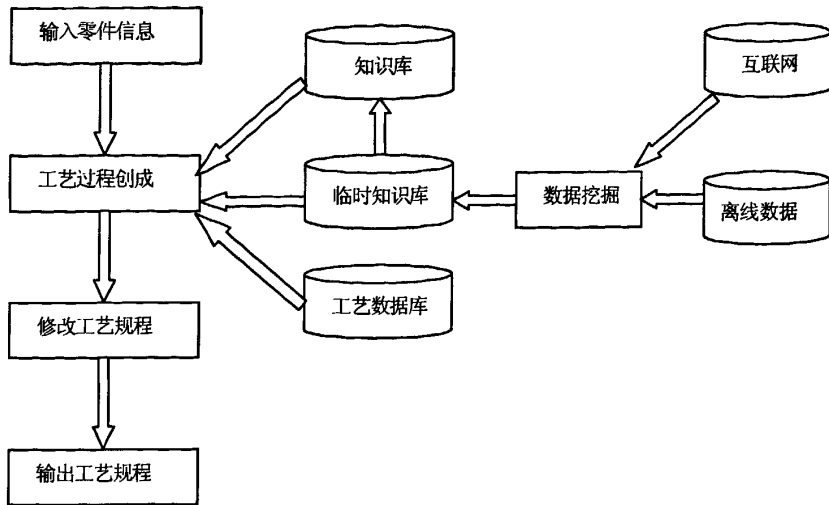 输入零件信息
知识库
互联网
工艺过程创成
临时知识库
数据挖掘
离线数据
工艺数据库
修改工艺规程
输出工艺规程